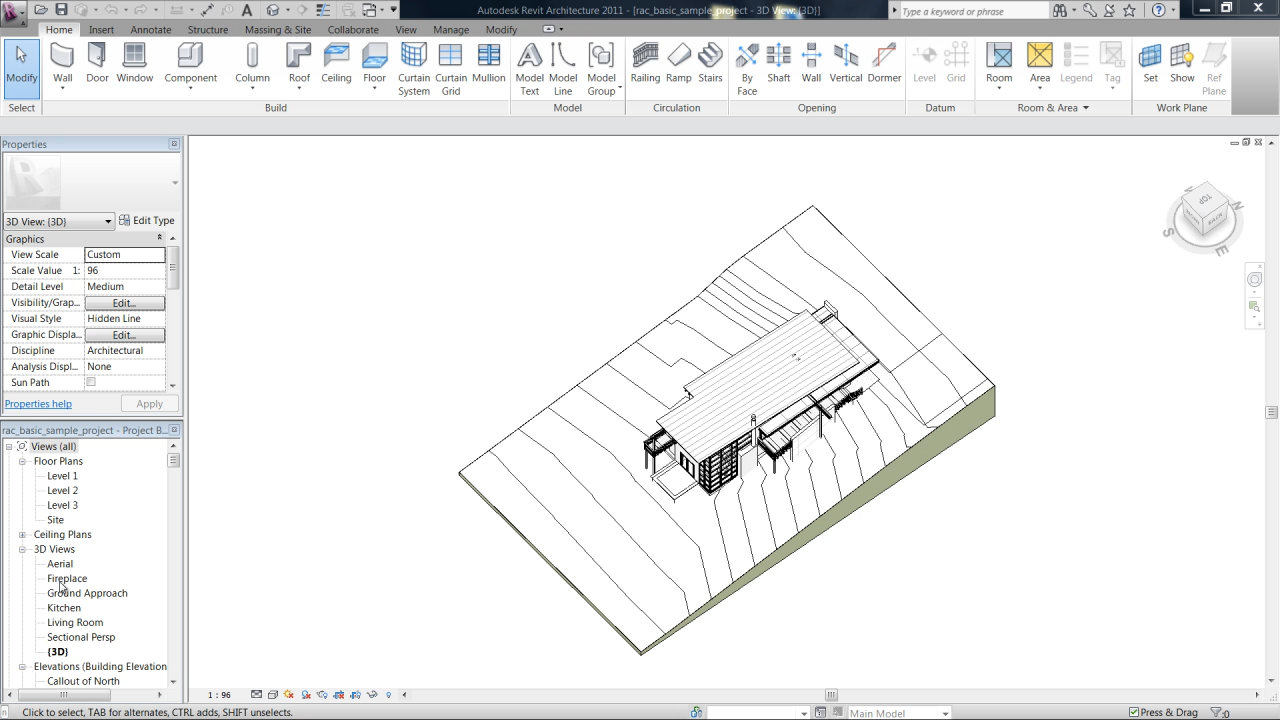 Autodesk Revit Architecture 2011 - [rac_basic_sample_project - 3D View: {3D}]
Type a keyword or phrase
Home Insert Annotate Structure Massing & Site Collaborate View Manage Modify
Modify Wall Door Window Component Column Roof Ceiling Floor Curtain System Curtain Grid Mullion Model Text Model Line Model Group Railing Ramp Stairs By Face Shaft Wall Vertical Dormer Level Grid Room Area Legend Tag Set Show Ref Plane
Select Build Model Circulation Opening Datum Room & Area Work Plane
Properties
3D View: {3D} Edit Type
Graphics
View Scale Custom
Scale Value 1: 96
Detail Level Medium
Visibility/Grap... Edit...
Visual Style Hidden Line
Graphic Displa... Edit...
Discipline Architectural
Analysis Displ... None
Sun Path
Properties help Apply
rac_basic_sample_project - Project B...
Views (all)
Floor Plans
Level 1
Level 2
Level 3
Site
Ceiling Plans
3D Views
Aerial
Fireplace
Ground Approach
Kitchen
Living Room
Sectional Persp
{3D}
Elevations (Building Elevation
Callout of North
TOP
N
S
E
1 : 96
Click to select, TAB for alternates, CTRL adds, SHIFT unselects.
Main Model
Press & Drag
:0